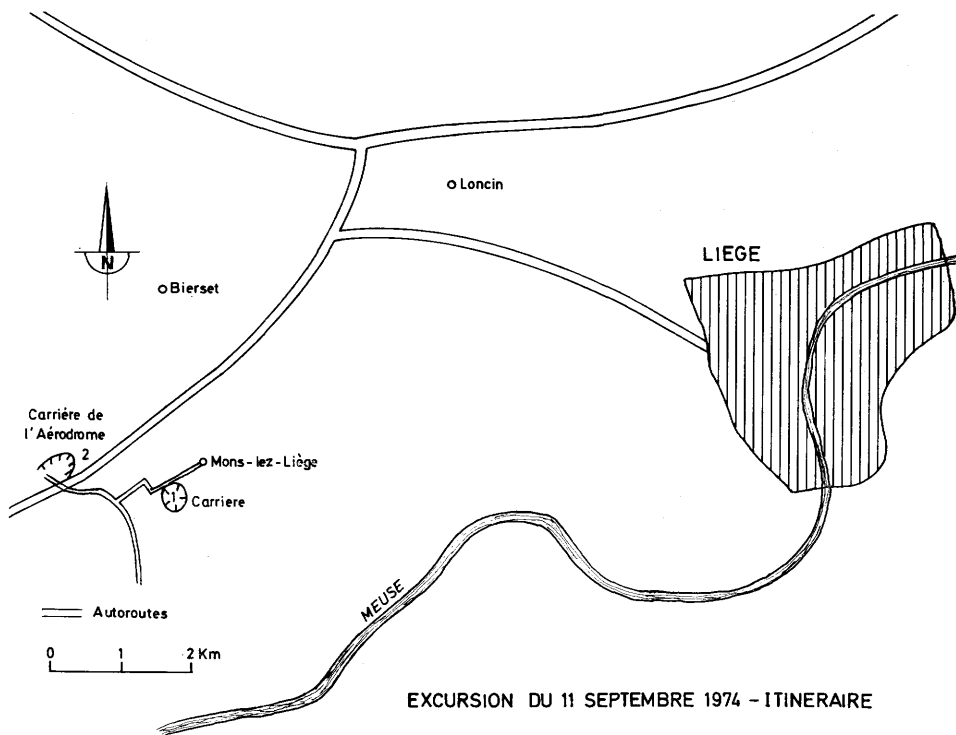 Loncin
LIEGE
N
Bierset
Carrière de
l'Aérodrome
2
Mons-lez-Liège
1
Carriere
MEUSE
Autoroutes
0 1 2 Km
EXCURSION DU 11 SEPTEMBRE 1974 - ITINERAIRE